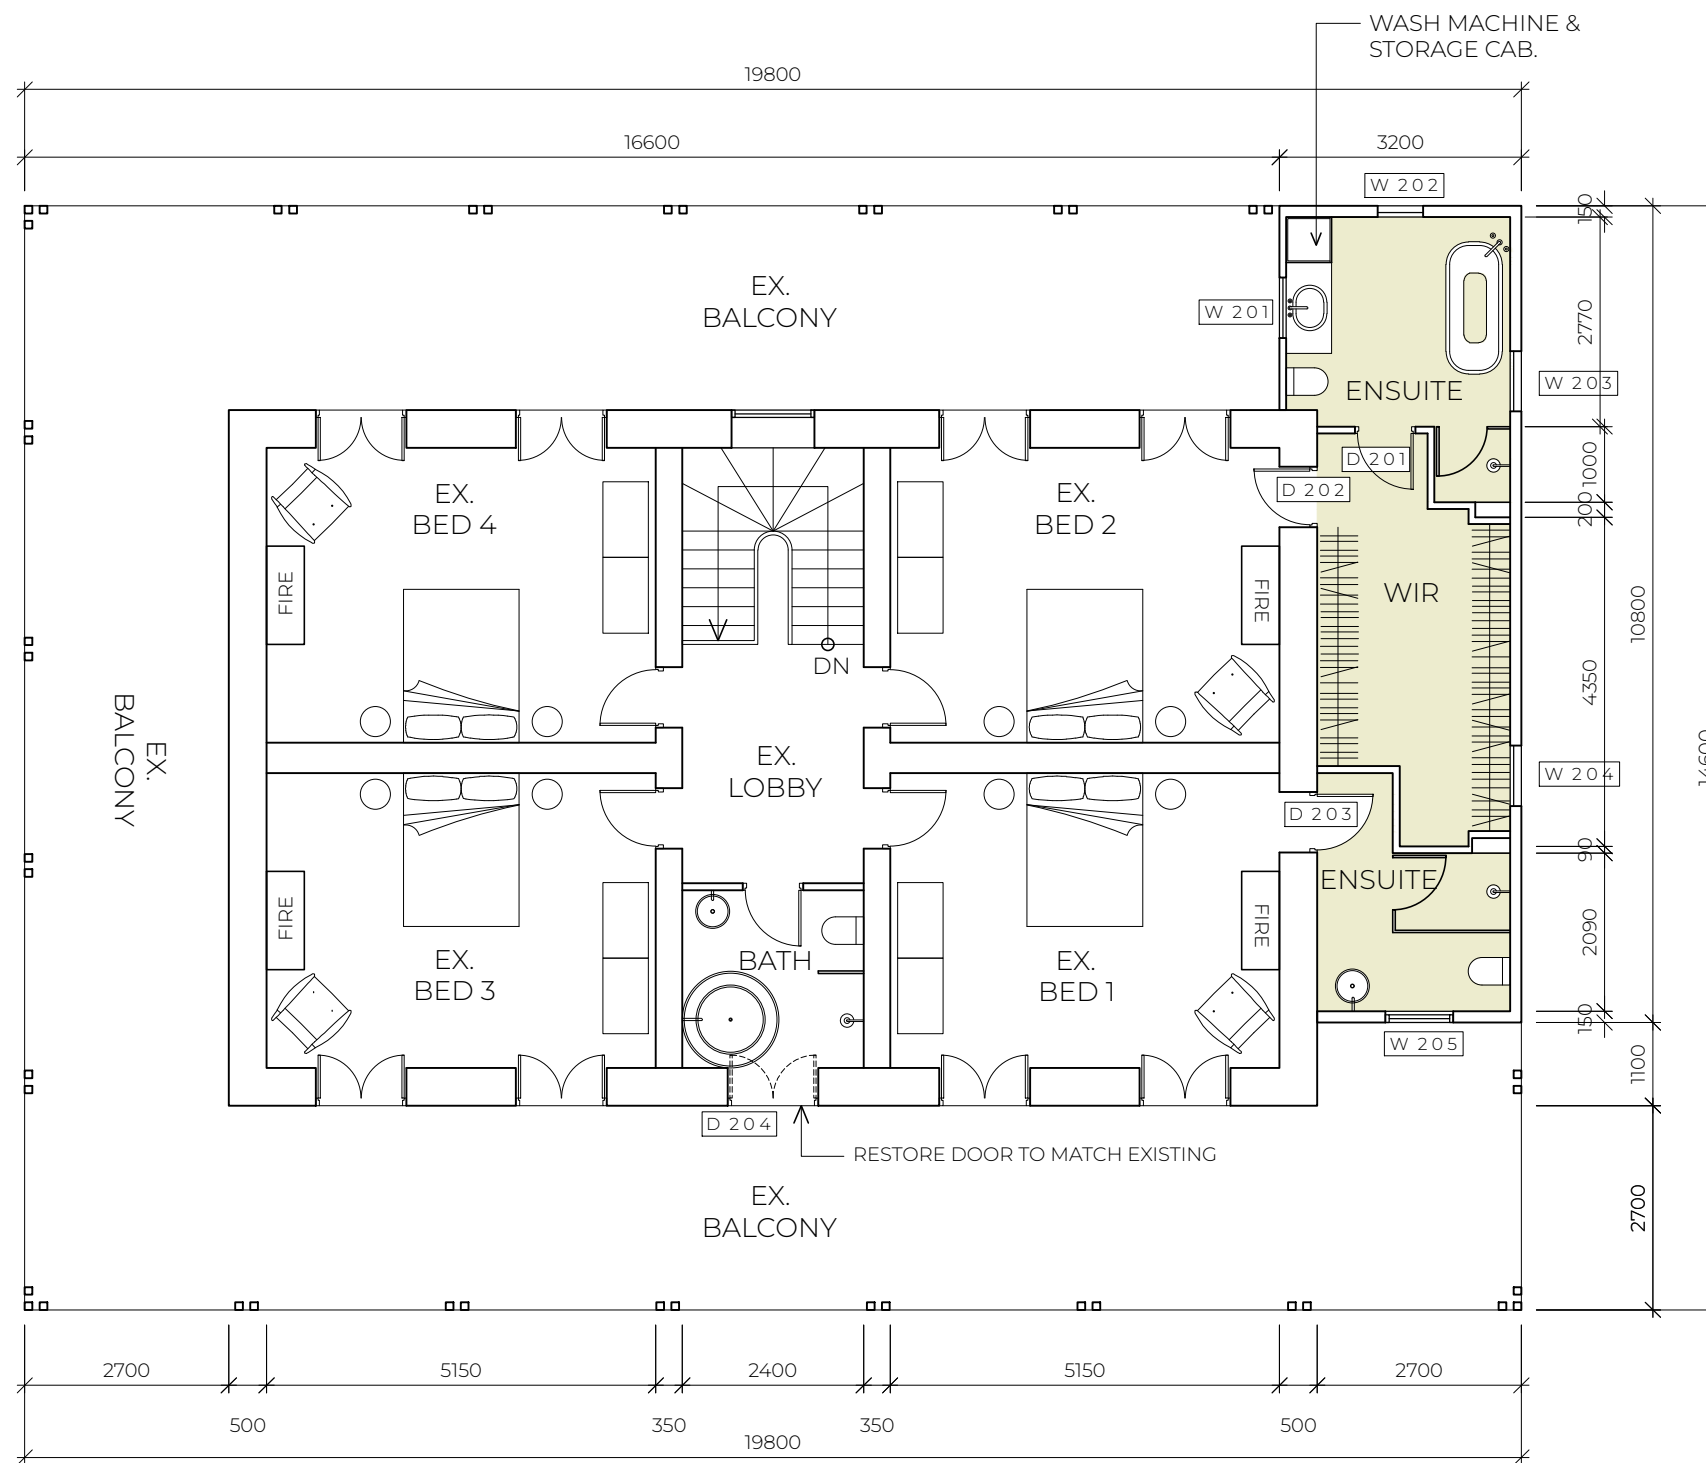 WASH MACHINE &
STORAGE CAB.
19800
16600
3200
W 202
150
EX.
BALCONY
W 201
2770
ENSUITE
W 203
D 201
1000
D 202
200
EX.
BED 4
EX.
BED 2
FIRE
FIRE
WIR
10800
DN
4350
EX.
BALCONY
EX.
LOBBY
14600
W 204
D 203
90
ENSUITE
FIRE
FIRE
2090
BATH
EX.
BED 3
EX.
BED 1
150
W 205
1100
D 204
RESTORE DOOR TO MATCH EXISTING
EX.
BALCONY
2700
2700
5150
2400
5150
2700
500
350
350
500
19800